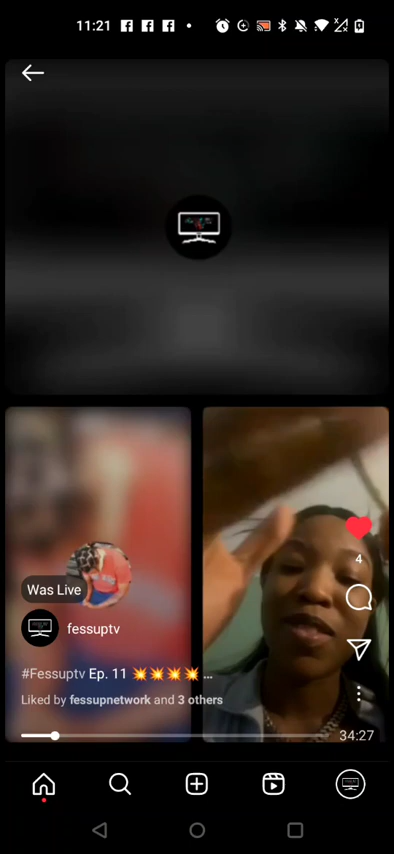 11:21
Was Live
fessuptv
#Fessuptv Ep. 11 💥💥💥💥 ...
Liked by fessupnetwork and 3 others
4
34:27